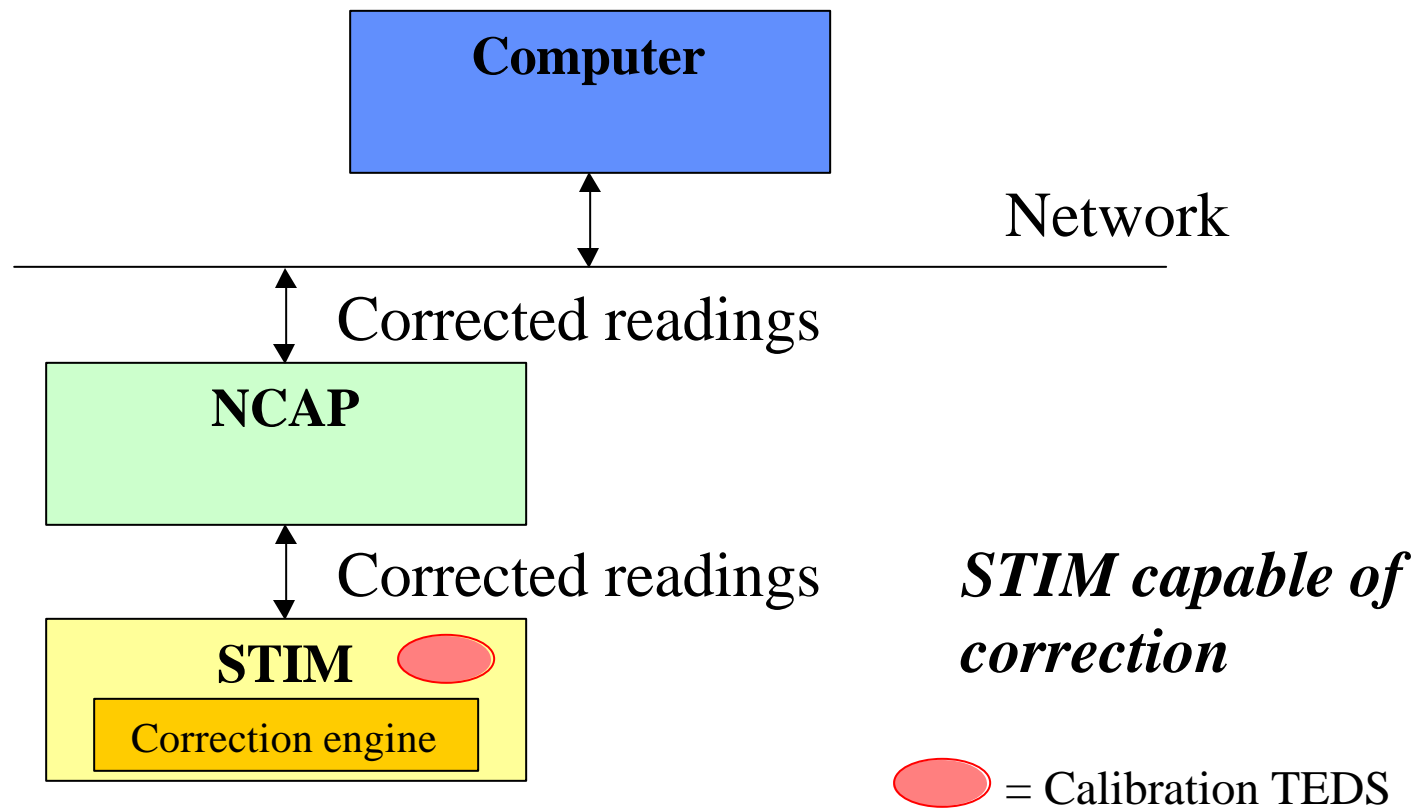 Computer
Network
Corrected readings
NCAP
Corrected readings
STIM capable of
correction
STIM
Correction engine
= Calibration TEDS